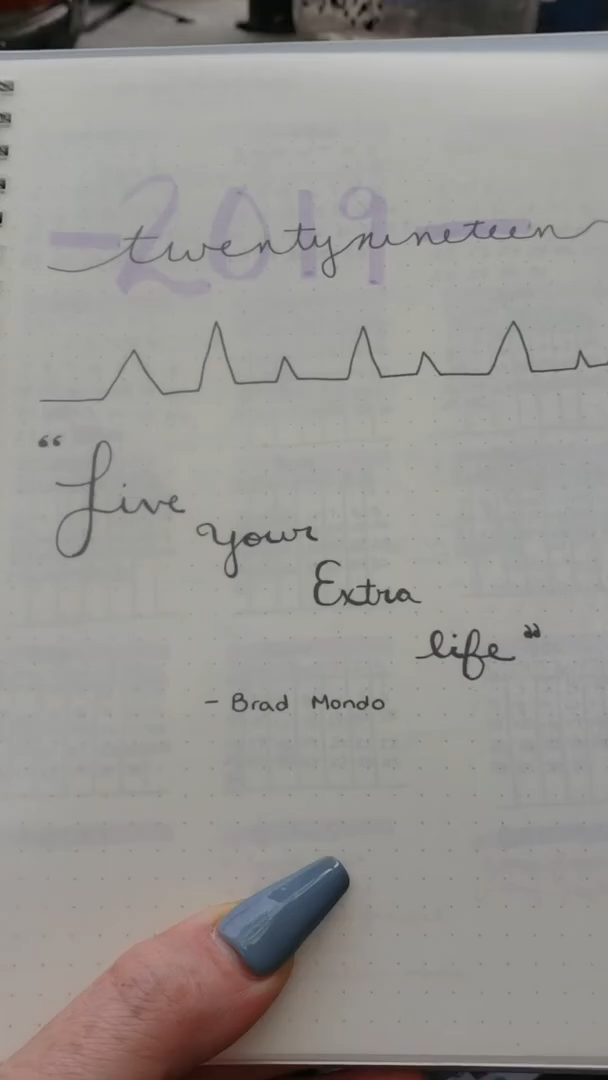 -2019-
twentynineteen
“Live
your
Extra
life”
- Brad Mondo